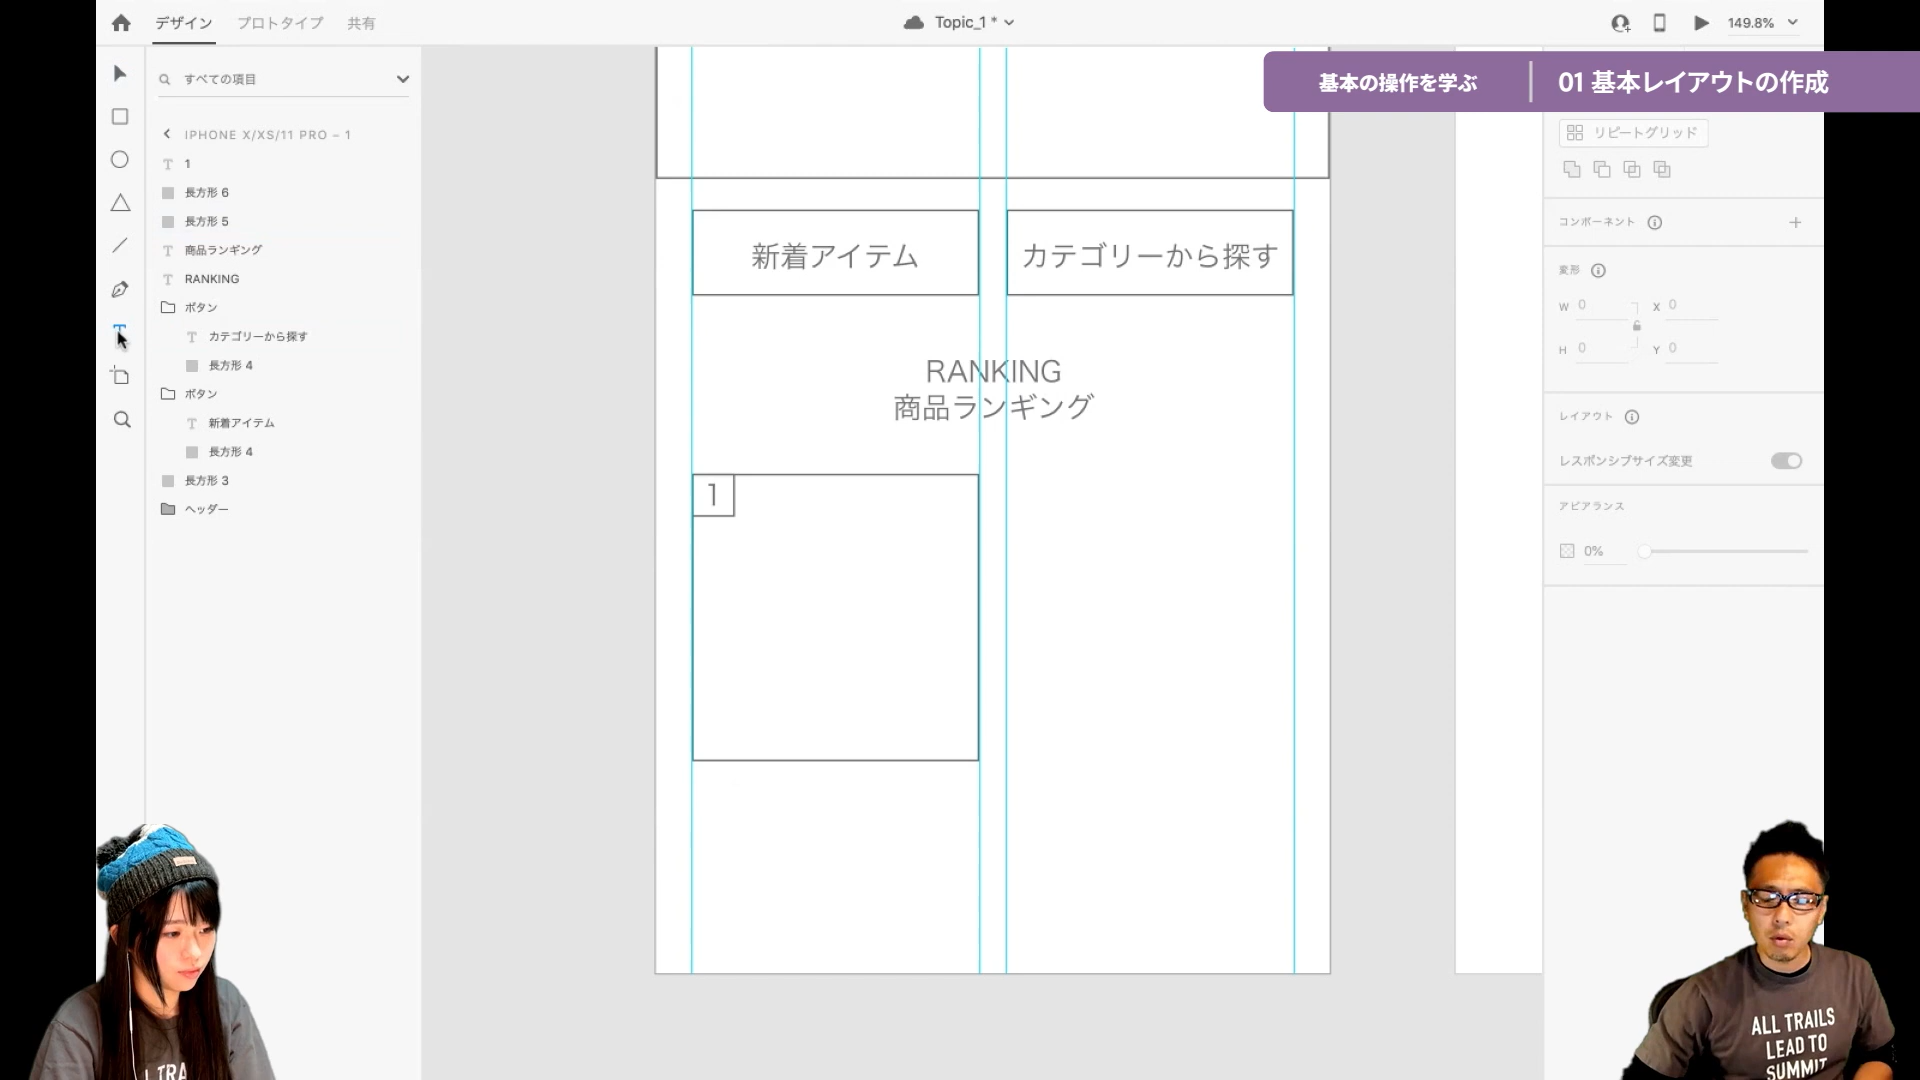 デザイン
プロトタイプ
共有
Topic_1 *
149.8%
基本の操作を学ぶ
01 基本レイアウトの作成
すべての項目
IPHONE X/XS/11 PRO – 1
1
長方形 6
長方形 5
商品ランキング
RANKING
ボタン
カテゴリーから探す
長方形 4
ボタン
新着アイテム
長方形 4
長方形 3
ヘッダー
新着アイテム
カテゴリーから探す
RANKING
商品ランギング
1
リピートグリッド
コンポーネント
変形
W 0
X 0
H 0
Y 0
レイアウト
レスポンシブサイズ変更
アピアランス
0%
L TRA
ALL TRAILS
LEAD TO
SUMMIT